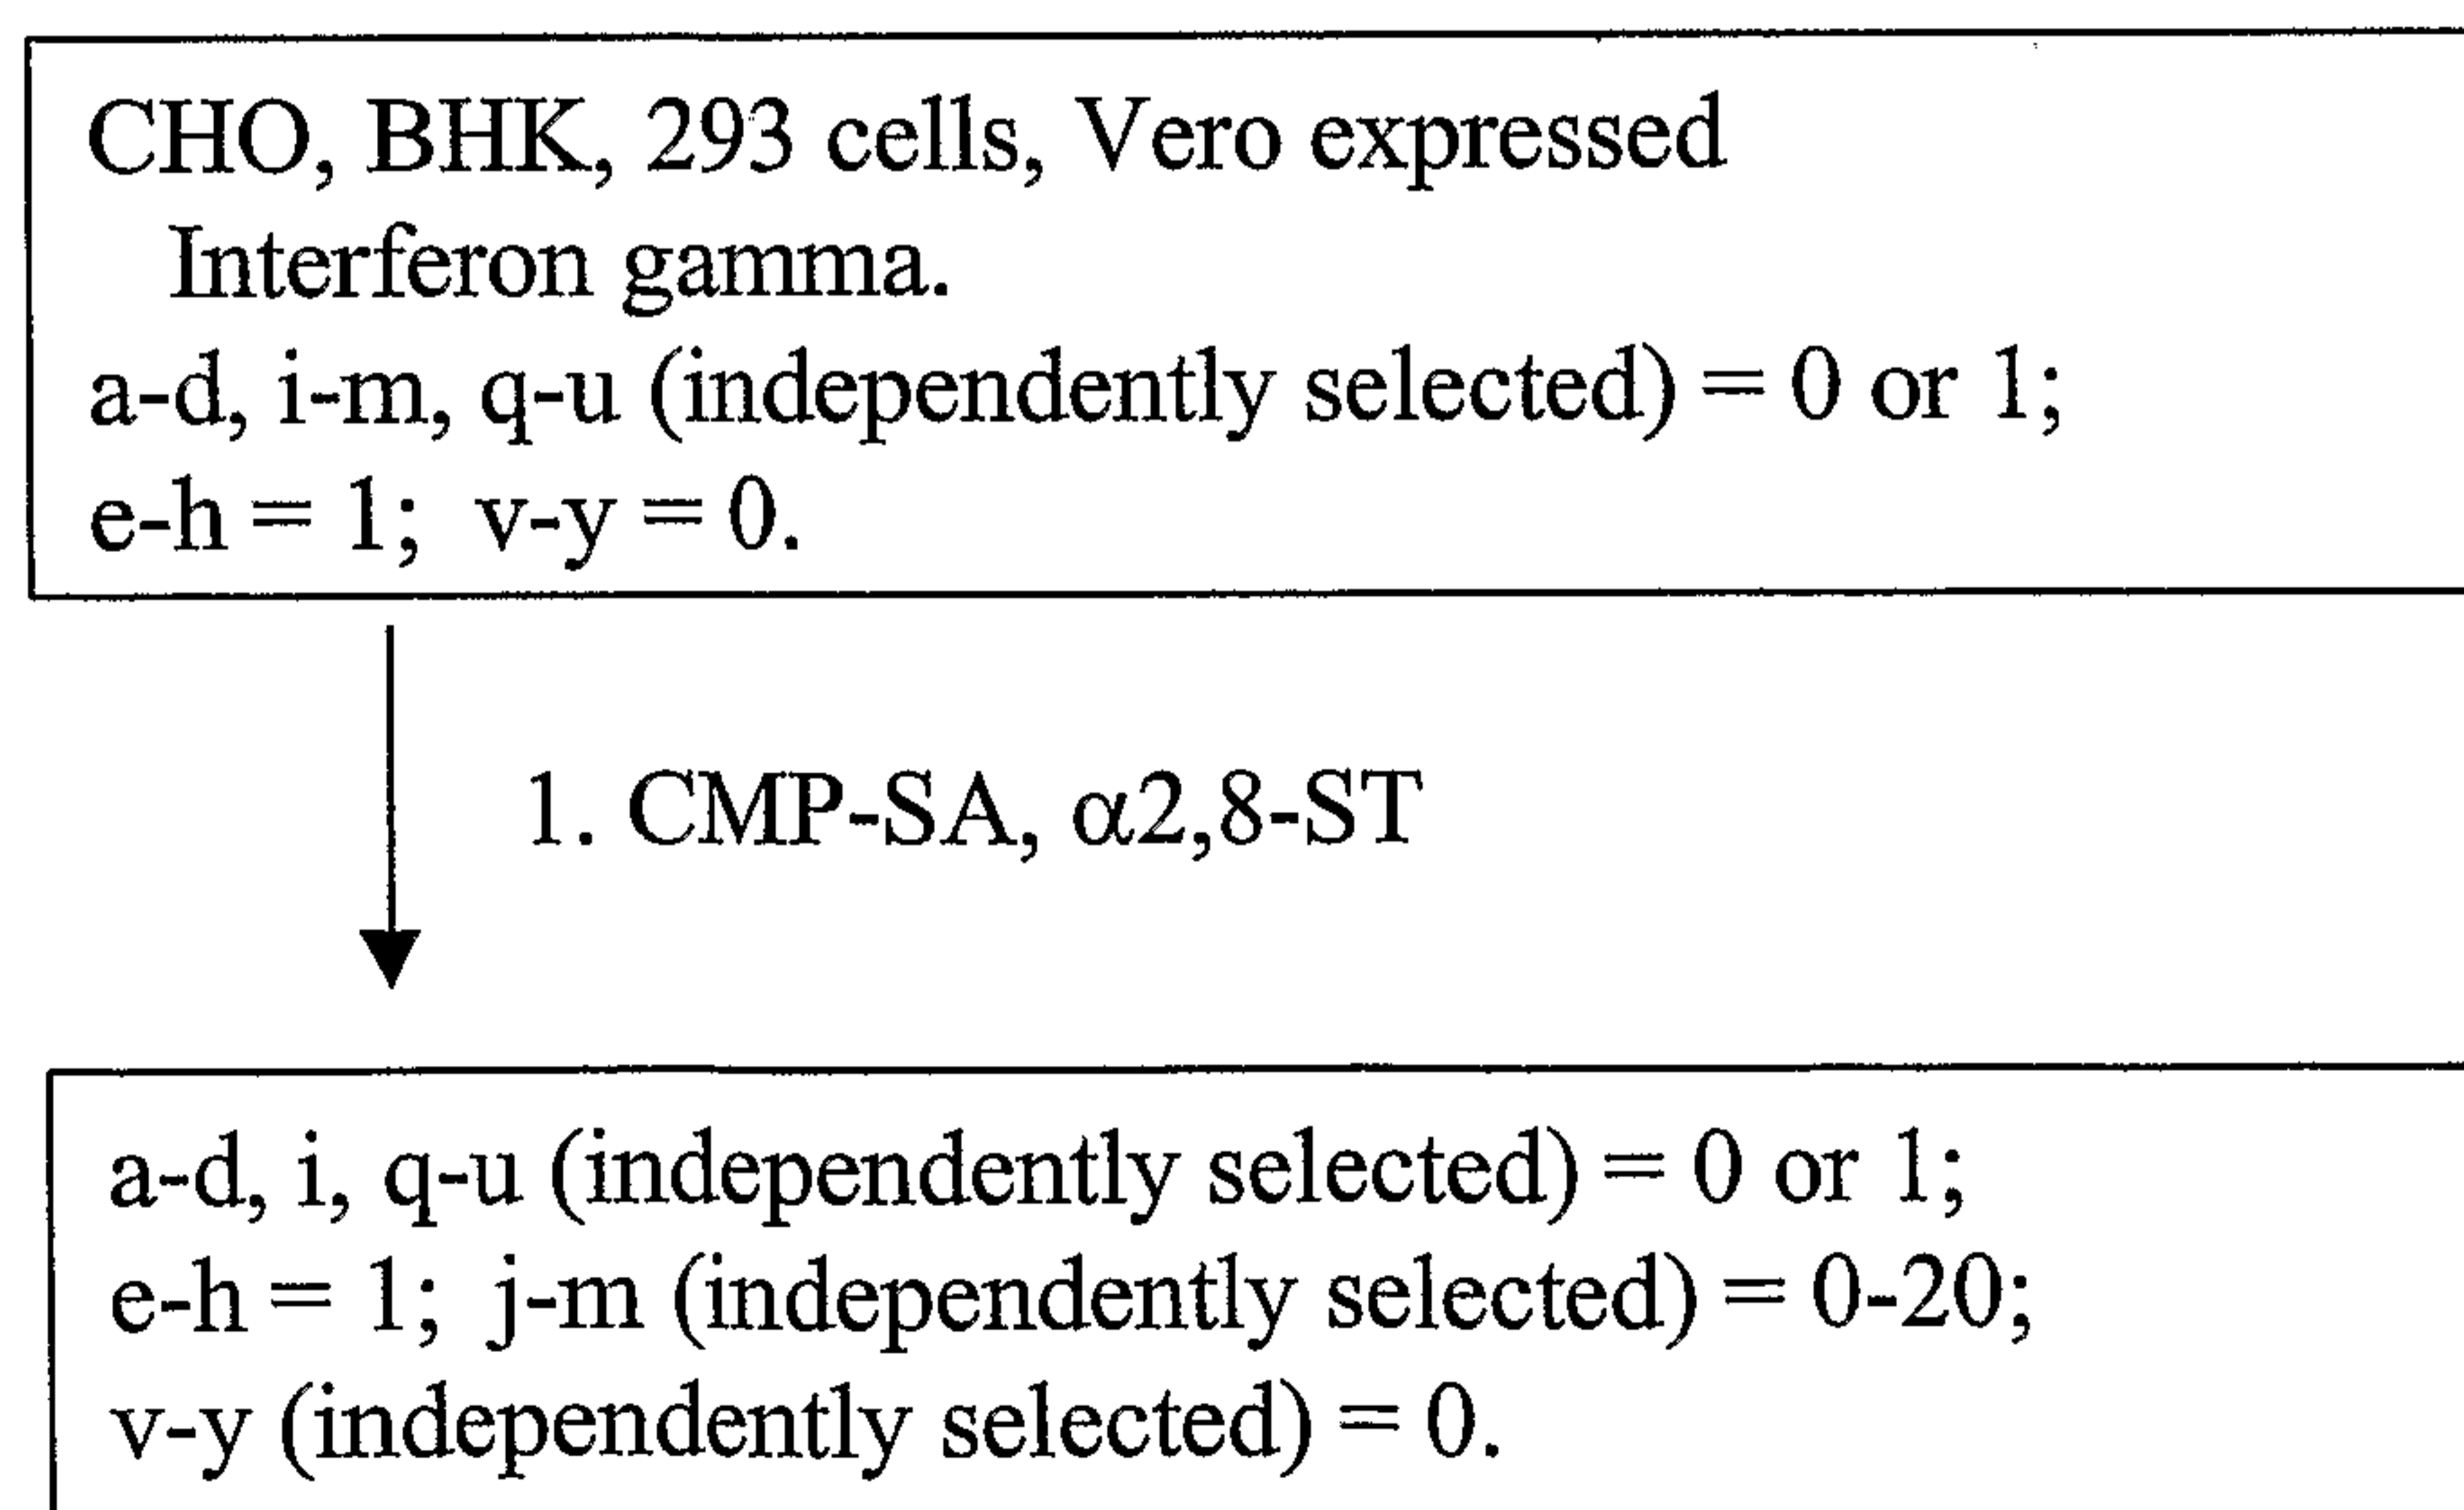 CHO, BHK, 293 cells, Vero expressed
Interferon gamma.
a-d, i-m, q-u (independently selected) = 0 or 1;
e-h = 1; v-y = 0.
1. CMP-SA, α2,8-ST
a-d, i, q-u (independently selected) = 0 or 1;
e-h = 1; j-m (independently selected) = 0-20;
v-y (independently selected) = 0.